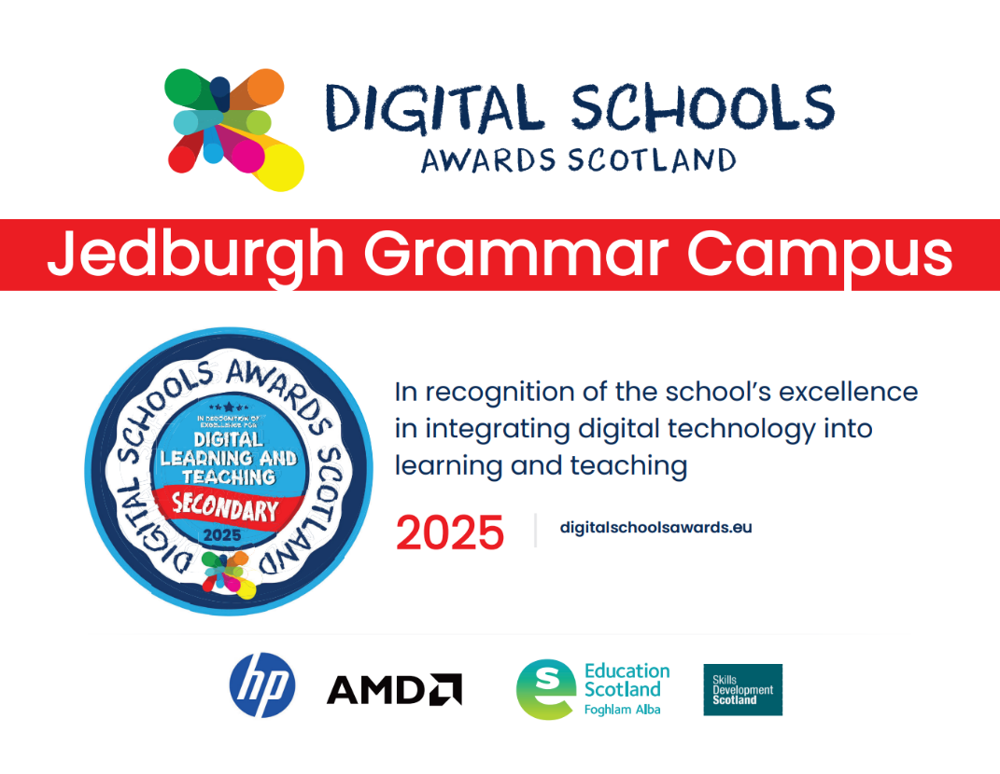 DIGITAL SCHOOLS
AWARDS SCOTLAND
Jedburgh Grammar Campus
DIGITAL SCHOOLS AWARDS SCOTLAND
IN RECOGNITION OF
EXCELLENCE FOR
DIGITAL
LEARNING AND
TEACHING
SECONDARY
2025
In recognition of the school’s excellence
in integrating digital technology into
learning and teaching
2025
digitalschoolsawards.eu
hp
AMD
Education
Scotland
Foghlam Alba
Skills
Development
Scotland